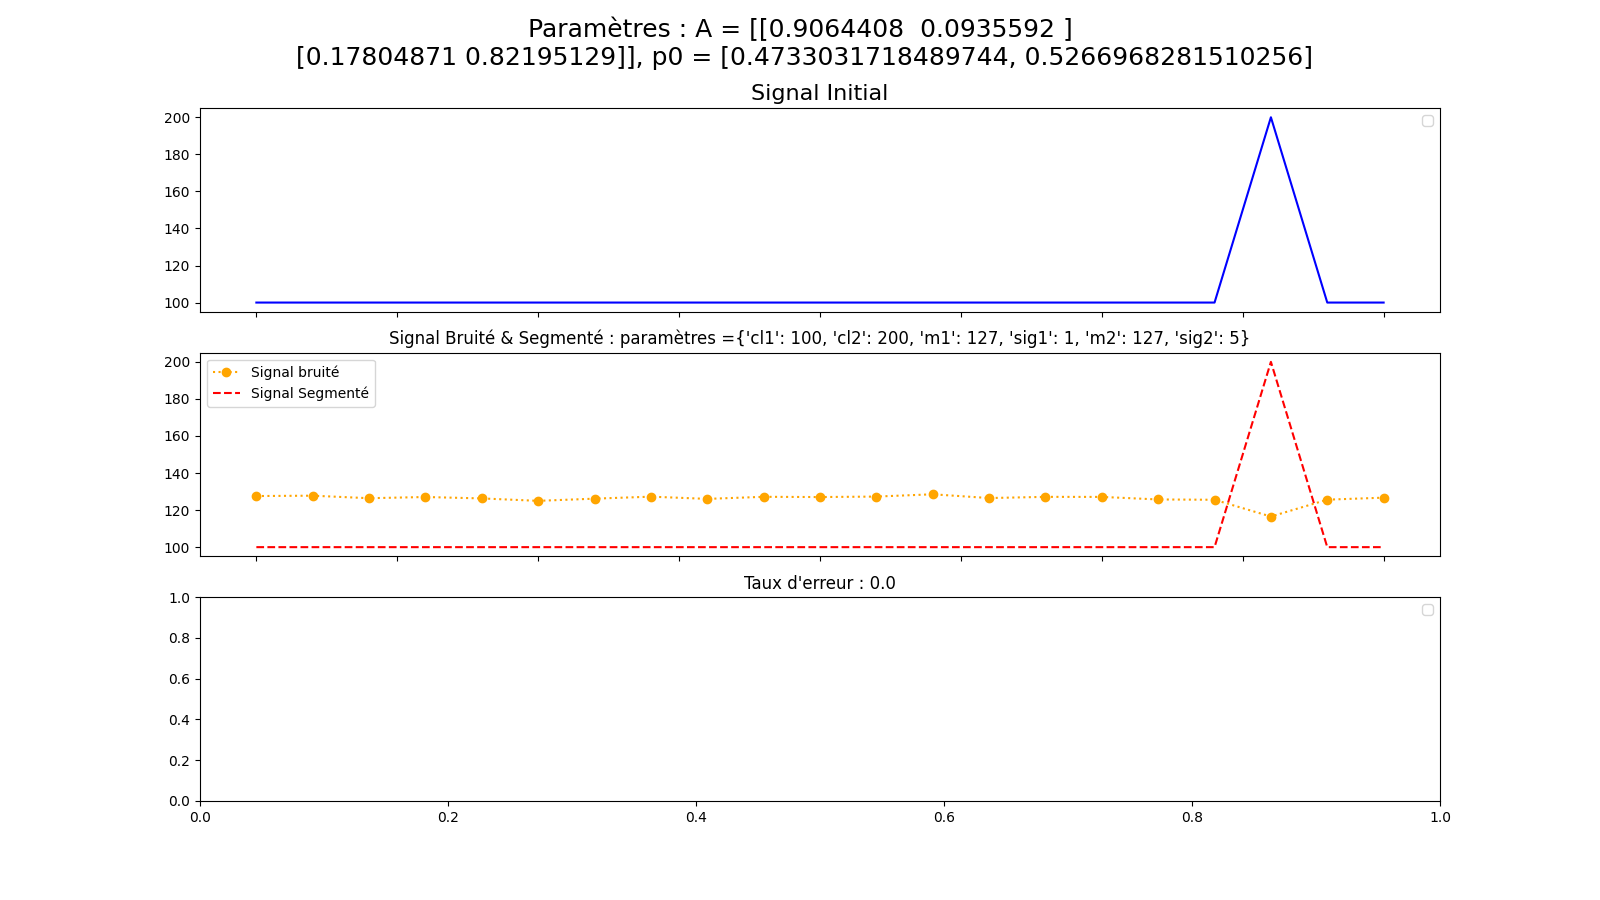 Paramètres : A = [[0.9064408  0.0935592 ]
[0.17804871 0.82195129]], p0 = [0.4733031718489744, 0.5266968281510256]
Signal Initial
200
180
160
140
120
100
Signal Bruité & Segmenté : paramètres ={'cl1': 100, 'cl2': 200, 'm1': 127, 'sig1': 1, 'm2': 127, 'sig2': 5}
200
180
160
140
120
100
Signal bruité
Signal Segmenté
Taux d'erreur : 0.0
1.0
0.8
0.6
0.4
0.2
0.0
0.0 0.2 0.4 0.6 0.8 1.0